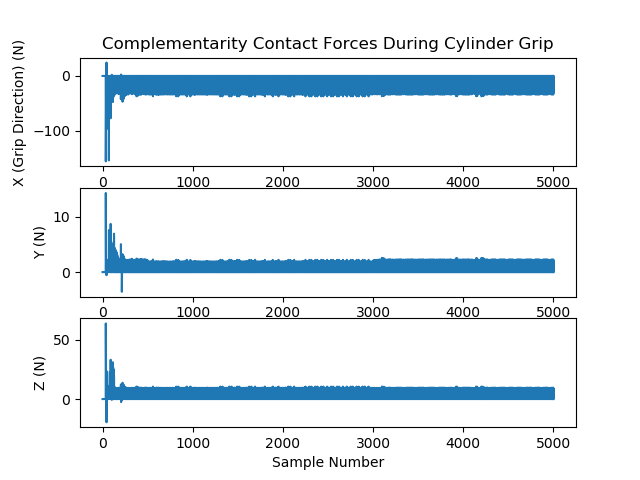 Complementarity Contact Forces During Cylinder Grip
X (Grip Direction) (N)
0
−100
0 1000 2000 3000 4000 5000
Y (N)
10
0
0 1000 2000 3000 4000 5000
Z (N)
50
0
0 1000 2000 3000 4000 5000
Sample Number